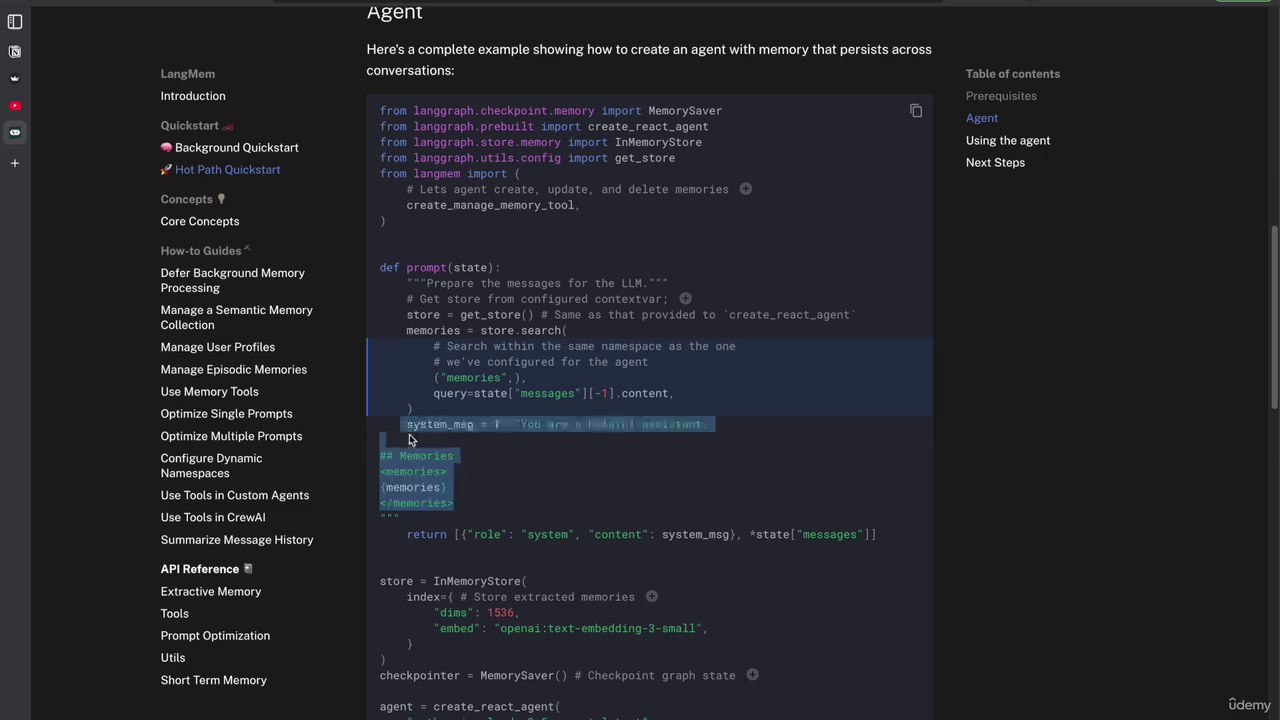 Agent
Here's a complete example showing how to create an agent with memory that persists across
conversations:
LangMem
Introduction
Quickstart
Background Quickstart
Hot Path Quickstart
Concepts
Core Concepts
How-to Guides
Defer Background Memory
Processing
Manage a Semantic Memory
Collection
Manage User Profiles
Manage Episodic Memories
Use Memory Tools
Optimize Single Prompts
Optimize Multiple Prompts
Configure Dynamic
Namespaces
Use Tools in Custom Agents
Use Tools in CrewAI
Summarize Message History
API Reference
Extractive Memory
Tools
Prompt Optimization
Utils
Short Term Memory
from langgraph.checkpoint.memory import MemorySaver
from langgraph.prebuilt import create_react_agent
from langgraph.store.memory import InMemoryStore
from langgraph.utils.config import get_store
from langmem import (
# Lets agent create, update, and delete memories
create_manage_memory_tool,
)
def prompt(state):
"""Prepare the messages for the LLM."""
# Get store from configured contextvar;
store = get_store() # Same as that provided to `create_react_agent`
memories = store.search(
# Search within the same namespace as the one
# we've configured for the agent
("memories",),
query=state["messages"][-1].content,
)
system_msg = f You are a helpful assistant.
## Memories
<memories>
{memories}
</memories>
"""
return [{"role": "system", "content": system_msg}, *state["messages"]]
store = InMemoryStore(
index={ # Store extracted memories
"dims": 1536,
"embed": "openai:text-embedding-3-small",
}
)
checkpointer = MemorySaver() # Checkpoint graph state
agent = create_react_agent(
Table of contents
Prerequisites
Agent
Using the agent
Next Steps
ûdemy